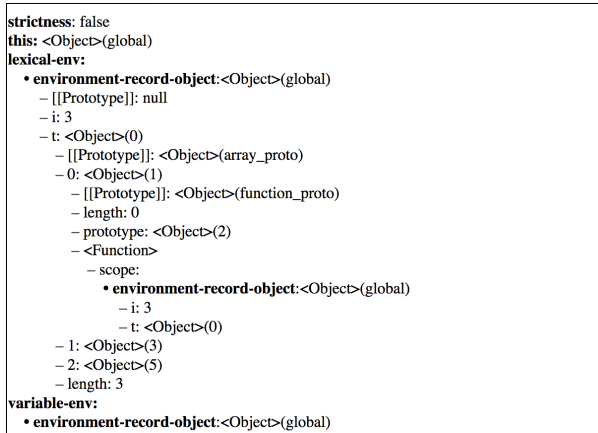 strictness: false
this: <Object>(global)
lexical-env:
• environment-record-object:<Object>(global)
– [[Prototype]]: null
– i: 3
– t: <Object>(0)
– [[Prototype]]: <Object>(array_proto)
– 0: <Object>(1)
– [[Prototype]]: <Object>(function_proto)
– length: 0
– prototype: <Object>(2)
– <Function>
– scope:
• environment-record-object:<Object>(global)
– i: 3
– t: <Object>(0)
– 1: <Object>(3)
– 2: <Object>(5)
– length: 3
variable-env:
• environment-record-object:<Object>(global)